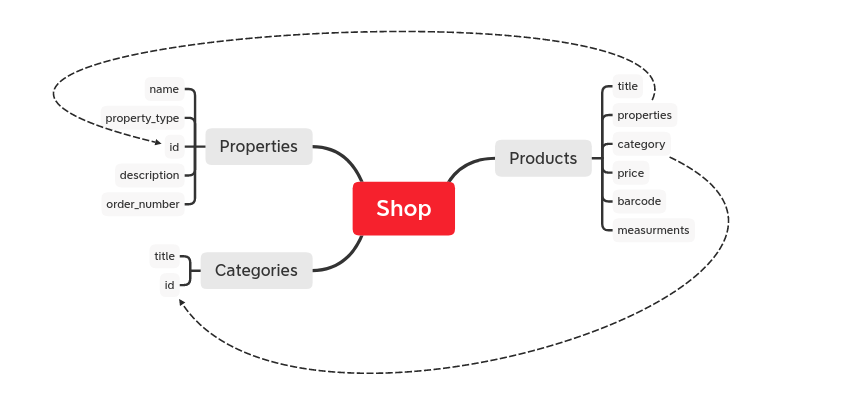 Shop
Properties
name
property_type
id
description
order_number
Categories
title
id
Products
title
properties
category
price
barcode
measurments